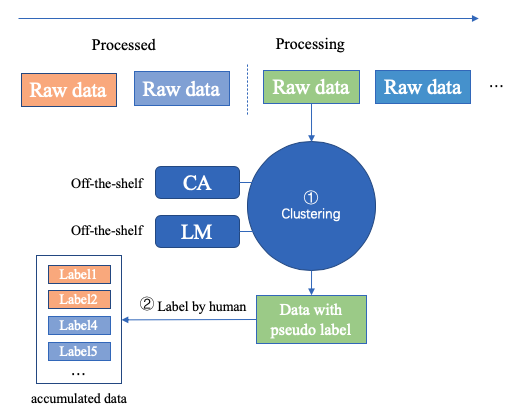 Processed
Processing
Raw data
Raw data
Raw data
Raw data
...
Off-the-shelf
CA
①
Clustering
Off-the-shelf
LM
Label1
Label2
Label4
Label5
...
② Label by human
Data with
pseudo label
accumulated data